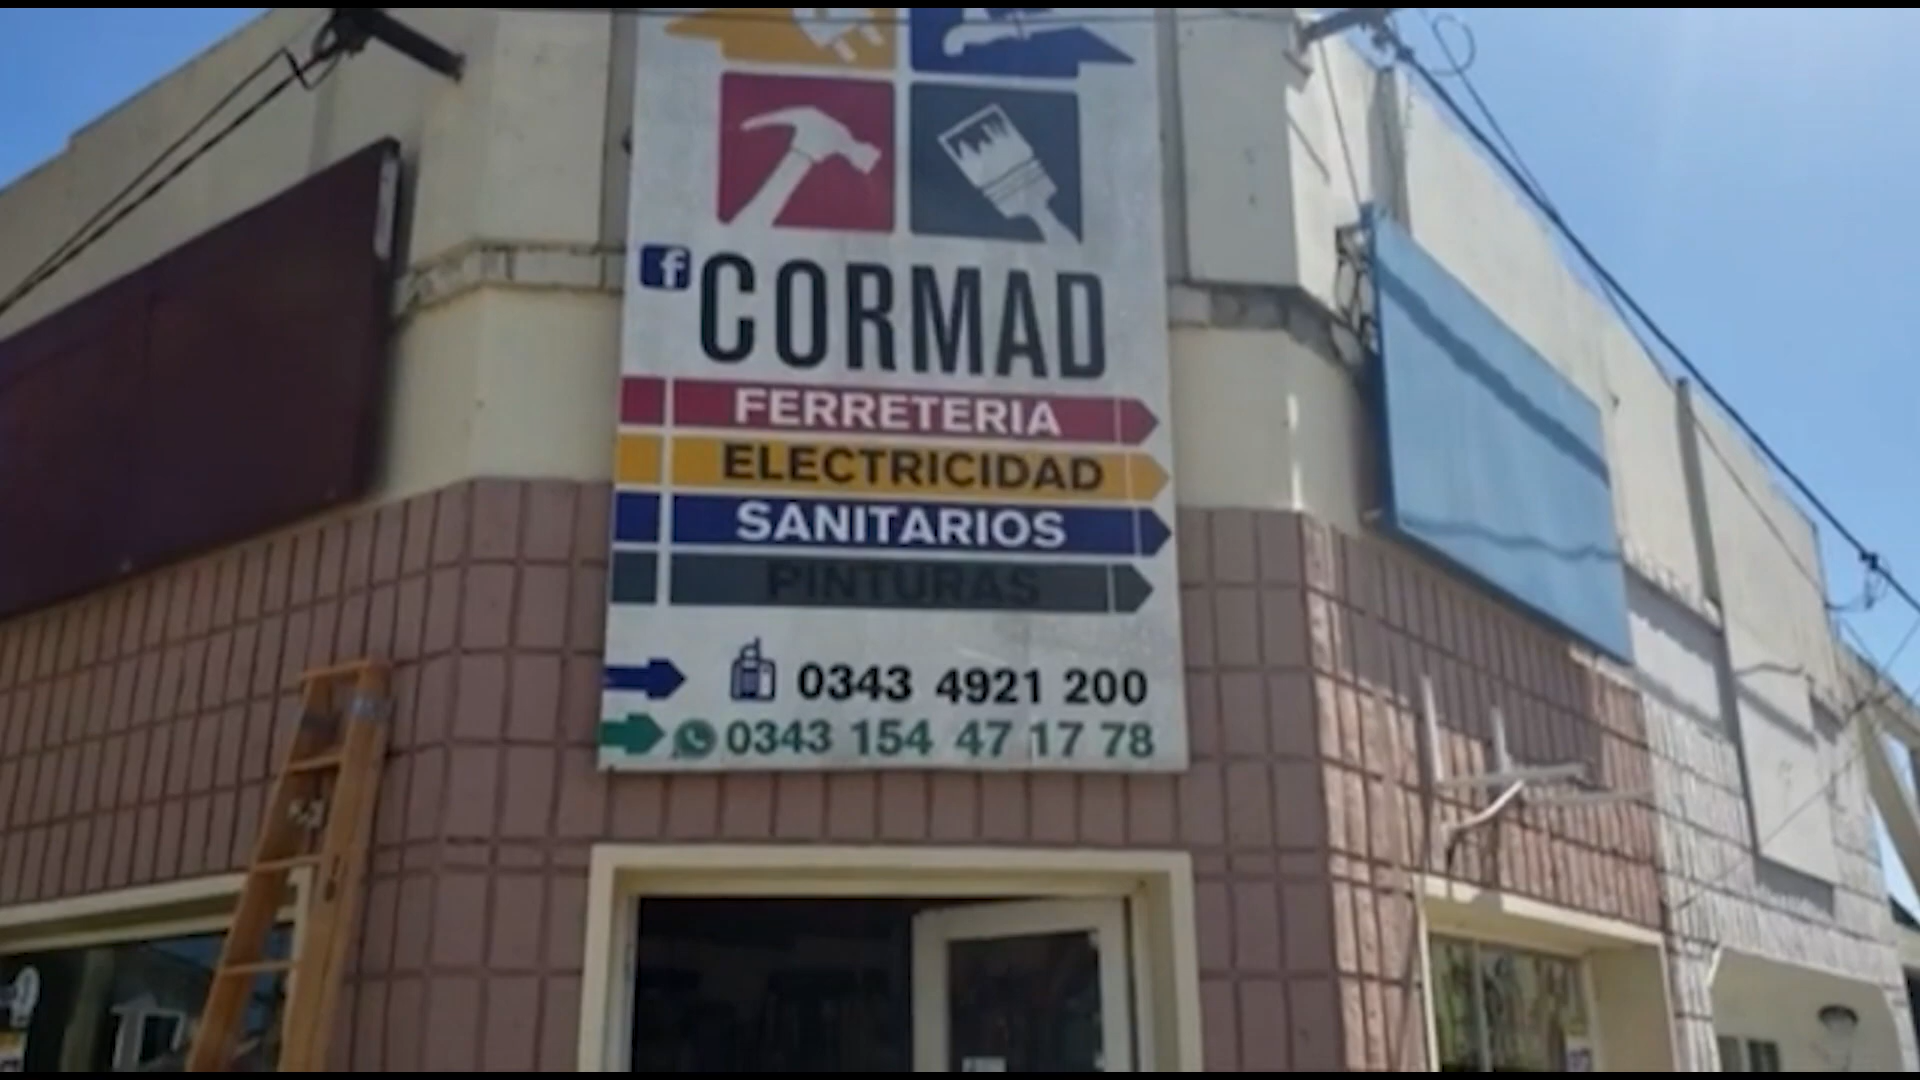 f CORMAD
FERRETERIA
ELECTRICIDAD
SANITARIOS
PINTURAS
0343 4921 200
0343 154 47 17 78